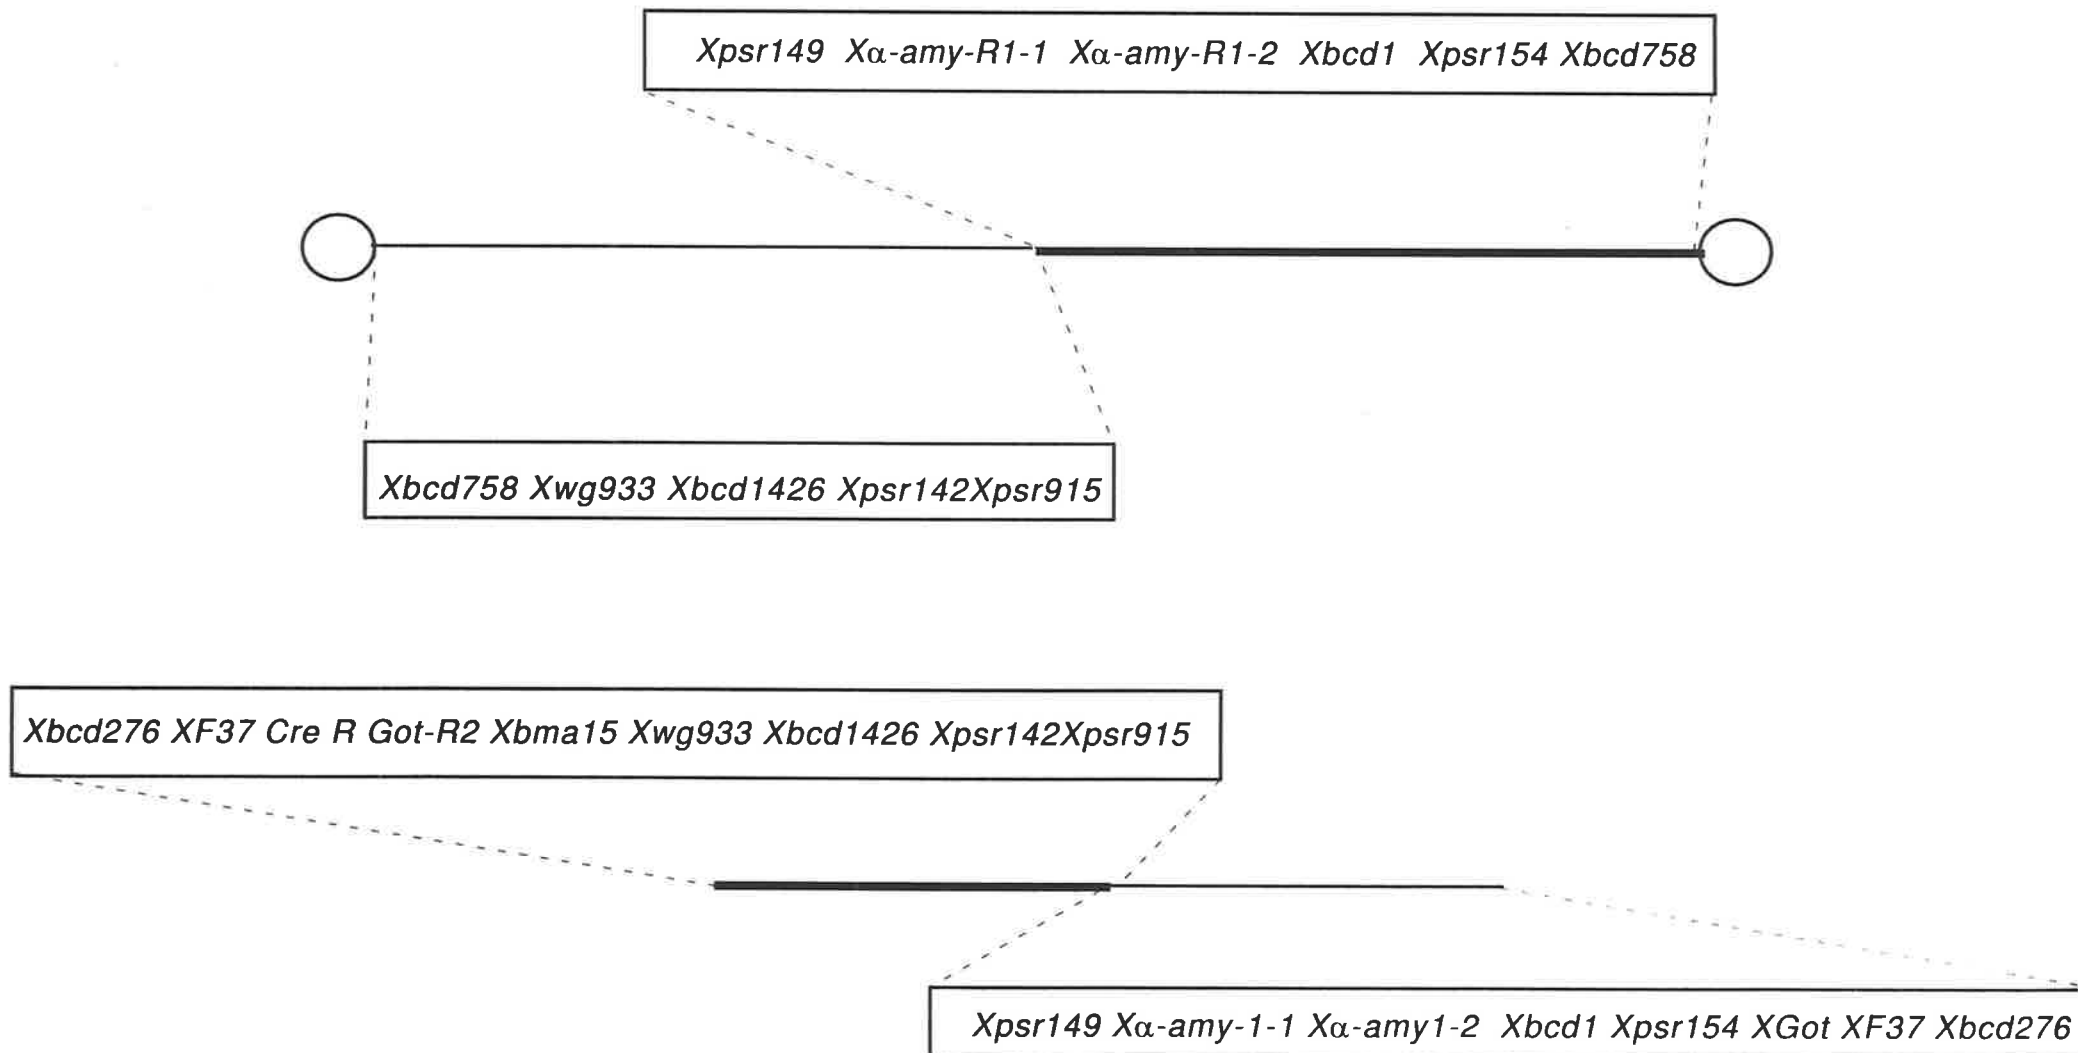 Xpsr149 Xα-amy-R1-1 Xα-amy-R1-2 Xbcd1 Xpsr154 Xbcd758
Xbcd758 Xwg933 Xbcd1426 Xpsr142Xpsr915
Xbcd276 XF37 Cre R Got-R2 Xbma15 Xwg933 Xbcd1426 Xpsr142Xpsr915
Xpsr149 Xα-amy-1-1 Xα-amy1-2 Xbcd1 Xpsr154 XGot XF37 Xbcd276